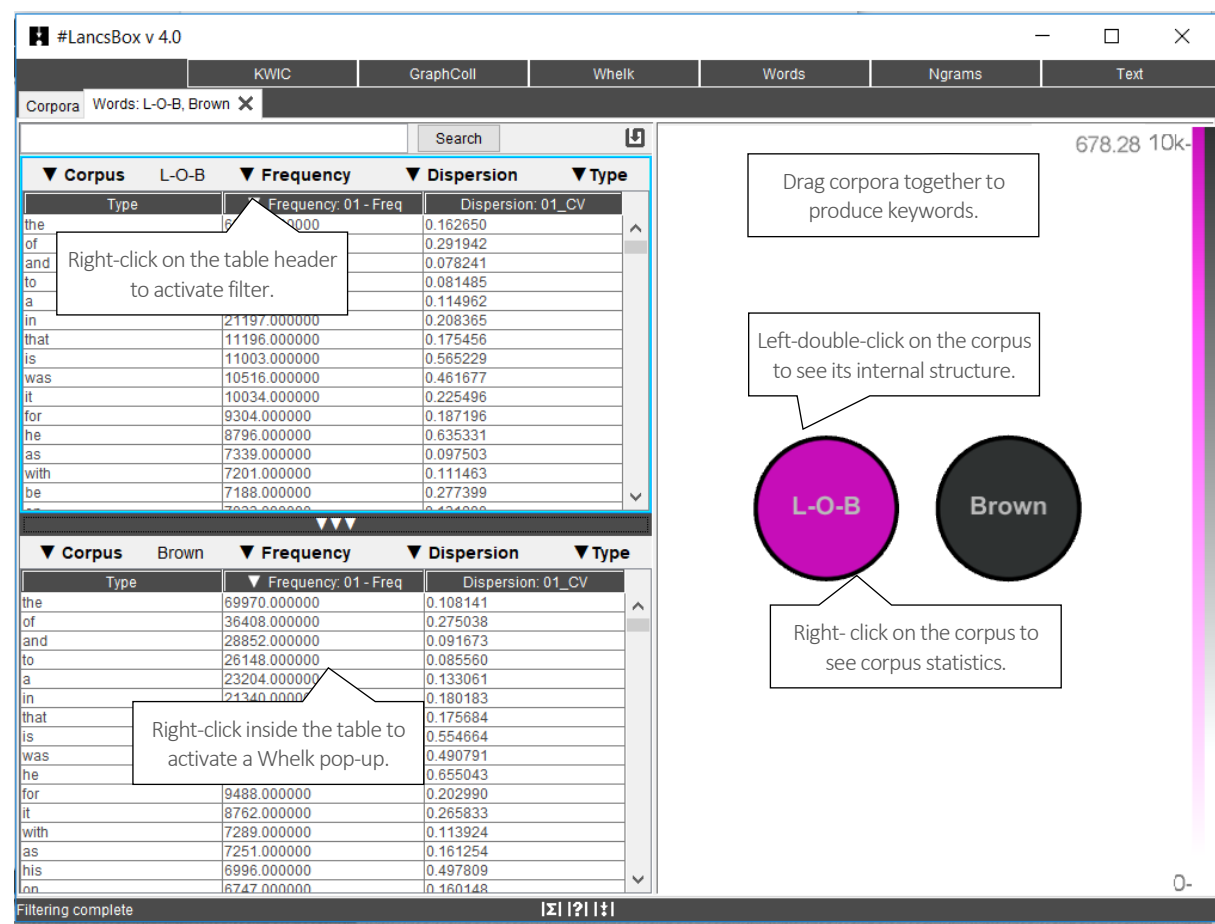 #LancsBox v 4.0
KWIC GraphColl Whelk Words Ngrams Text
Corpora Words: L-O-B, Brown
Search
▼ Corpus L-O-B ▼ Frequency ▼ Dispersion ▼ Type
Type Frequency: 01 - Freq Dispersion: 01_CV
the 0.162650
of 0.291942
and 0.078241
to 0.081485
a 0.114962
in 21197.000000 0.208365
that 11196.000000 0.175456
is 11003.000000 0.565229
was 10516.000000 0.461677
it 10034.000000 0.225496
for 9304.000000 0.187196
he 8796.000000 0.635331
as 7339.000000 0.097503
with 7201.000000 0.111463
be 7188.000000 0.277399
Right-click on the table header
to activate filter.
▼▼▼
▼ Corpus Brown ▼ Frequency ▼ Dispersion ▼ Type
Type ▼ Frequency: 01 - Freq Dispersion: 01_CV
the 69970.000000 0.108141
of 36408.000000 0.275038
and 28852.000000 0.091673
to 26148.000000 0.085560
a 23204.000000 0.133061
in 21340.000000 0.180183
that 0.175684
is 0.554664
was 0.490791
he 0.655043
for 9488.000000 0.202990
it 8762.000000 0.265833
with 7289.000000 0.113924
as 7251.000000 0.161254
his 6996.000000 0.497809
on 6747.000000 0.160148
Right-click inside the table to
activate a Whelk pop-up.
678.28 10k-
Drag corpora together to
produce keywords.
Left-double-click on the corpus
to see its internal structure.
L-O-B Brown
Right- click on the corpus to
see corpus statistics.
0-
Filtering complete |Σ| |?| |‡|